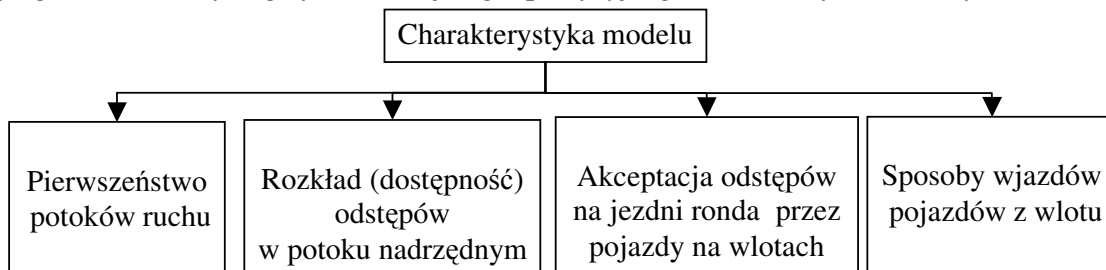 Charakterystyka modelu
Pierwszeństwo
potoków ruchu
Rozkład (dostępność)
odstępów
w potoku nadrzędnym
Akceptacja odstępów
na jezdni ronda przez
pojazdy na wlotach
Sposoby wjazdów
pojazdów z wlotu